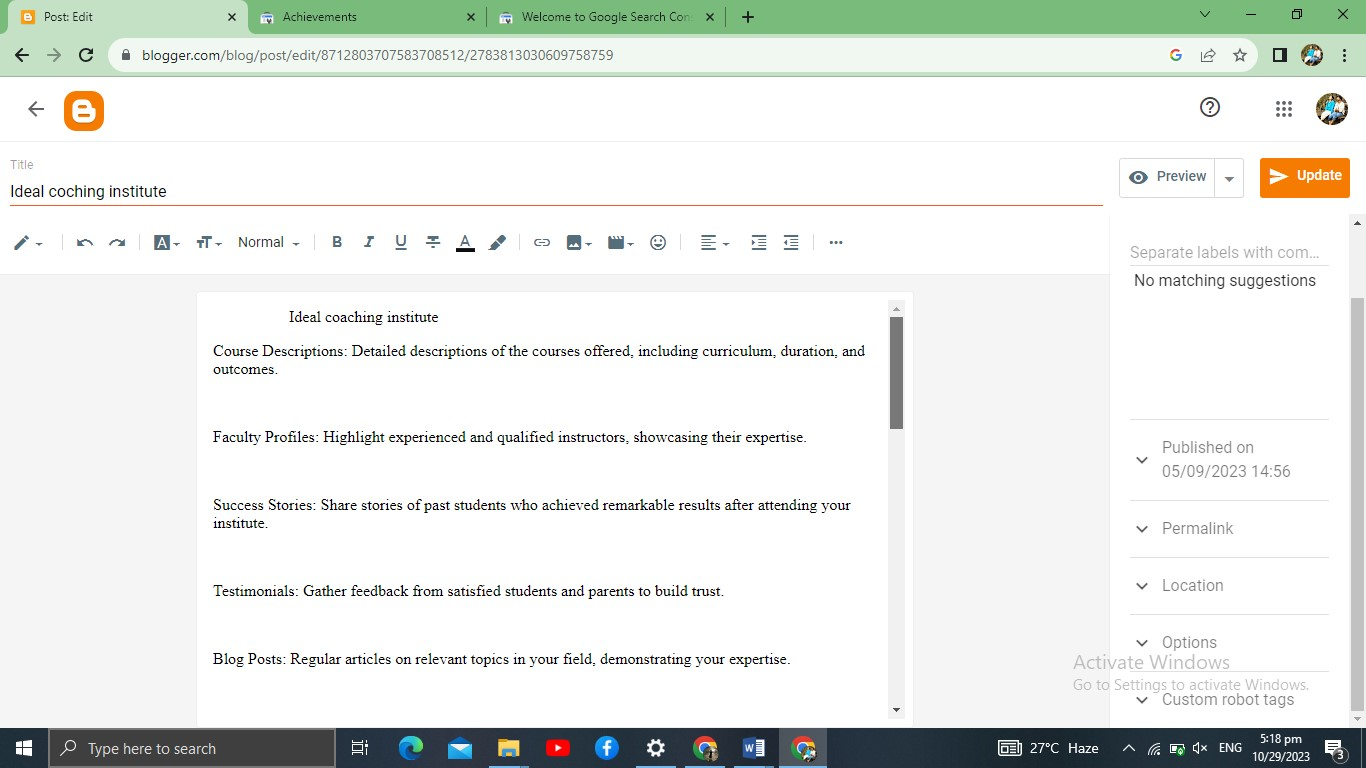 Post: Edit
Achievements
Welcome to Google Search Con
blogger.com/blog/post/edit/8712803707583708512/2783813030609758759
Title
Ideal coching institute
Preview
Update
Normal
B I U A
Separate labels with com...
No matching suggestions
Ideal coaching institute
Course Descriptions: Detailed descriptions of the courses offered, including curriculum, duration, and
outcomes.
Faculty Profiles: Highlight experienced and qualified instructors, showcasing their expertise.
Success Stories: Share stories of past students who achieved remarkable results after attending your
institute.
Testimonials: Gather feedback from satisfied students and parents to build trust.
Blog Posts: Regular articles on relevant topics in your field, demonstrating your expertise.
Published on
05/09/2023 14:56
Permalink
Location
Options
Activate Windows
Go to Settings to activate Windows.
Custom robot tags
Type here to search
27°C Haze
ENG
5:18 pm
10/29/2023
3